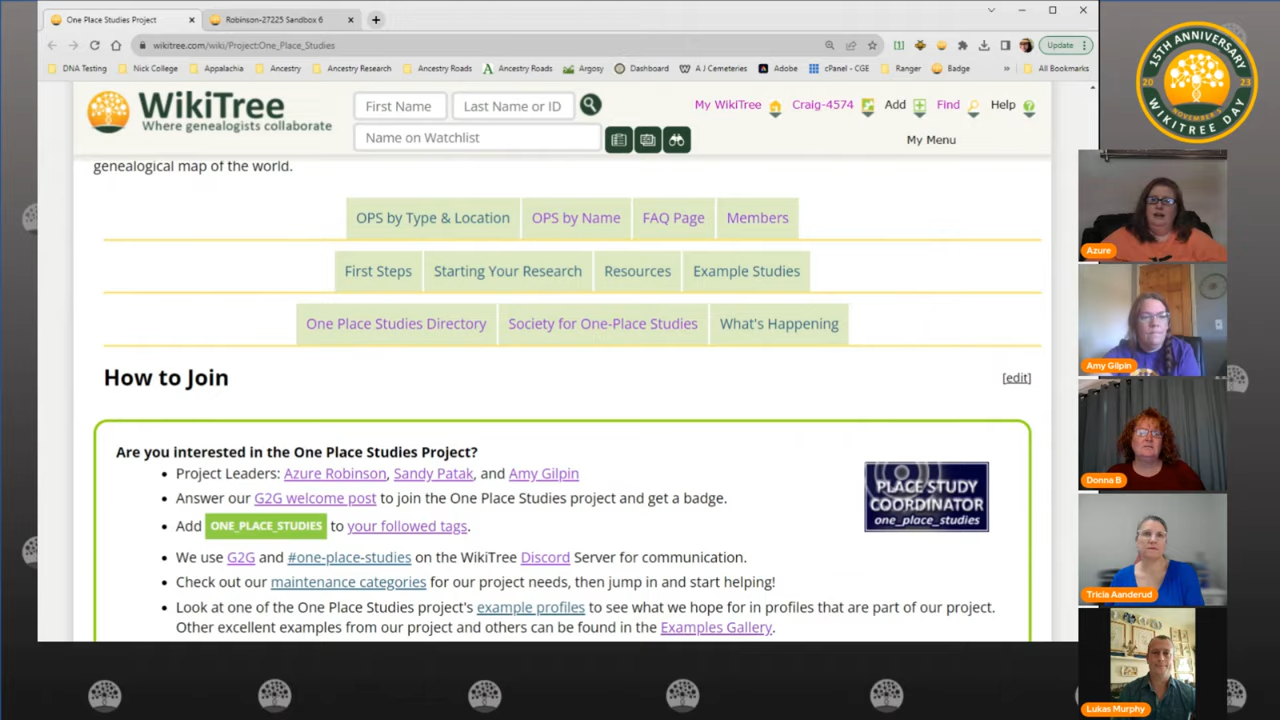 One Place Studies Project
Robinson-27225 Sandbox 6
wikitree.com/wiki/Project:One_Place_Studies
Update
DNA Testing
Nick College
Appalachia
Ancestry
Ancestry Research
Ancestry Roads
Ancestry Roads
Argosy
Dashboard
A J Cemeteries
Adobe
cPanel - CGE
Ranger
Badge
»
All Bookmarks
WikiTree
Where genealogists collaborate
First Name
Last Name or ID
Name on Watchlist
My WikiTree
Craig-4574
Add
Find
Help
My Menu
genealogical map of the world.
OPS by Type & Location
OPS by Name
FAQ Page
Members
First Steps
Starting Your Research
Resources
Example Studies
One Place Studies Directory
Society for One-Place Studies
What's Happening
How to Join
[edit]
Are you interested in the One Place Studies Project?
• Project Leaders: Azure Robinson, Sandy Patak, and Amy Gilpin
• Answer our G2G welcome post to join the One Place Studies project and get a badge.
• Add ONE_PLACE_STUDIES to your followed tags.
• We use G2G and #one-place-studies on the WikiTree Discord Server for communication.
• Check out our maintenance categories for our project needs, then jump in and start helping!
• Look at one of the One Place Studies project's example profiles to see what we hope for in profiles that are part of our project.
Other excellent examples from our project and others can be found in the Examples Gallery.
PLACE STUDY
COORDINATOR
one_place_studies
15TH ANNIVERSARY
20 23
NOVEMBER 5
WIKITREE DAY
Azure
Amy Gilpin
Donna B
Tricia Aanderud
Lukas Murphy